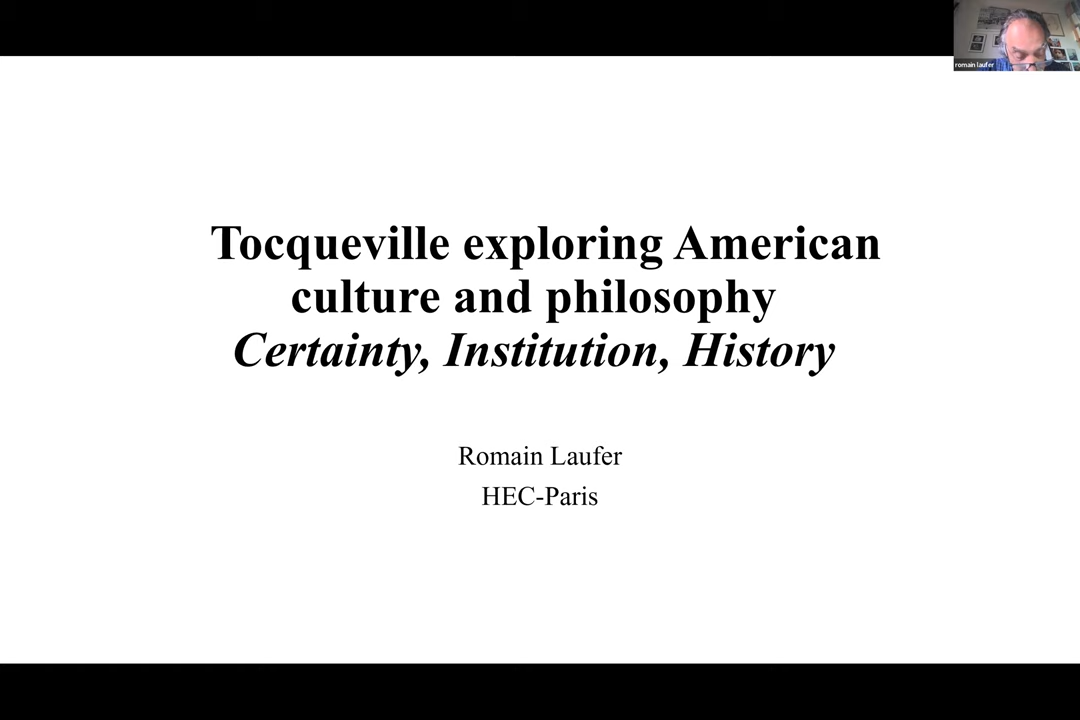 romain laufer
Tocqueville exploring American
culture and philosophy
Certainty, Institution, History
Romain Laufer
HEC-Paris